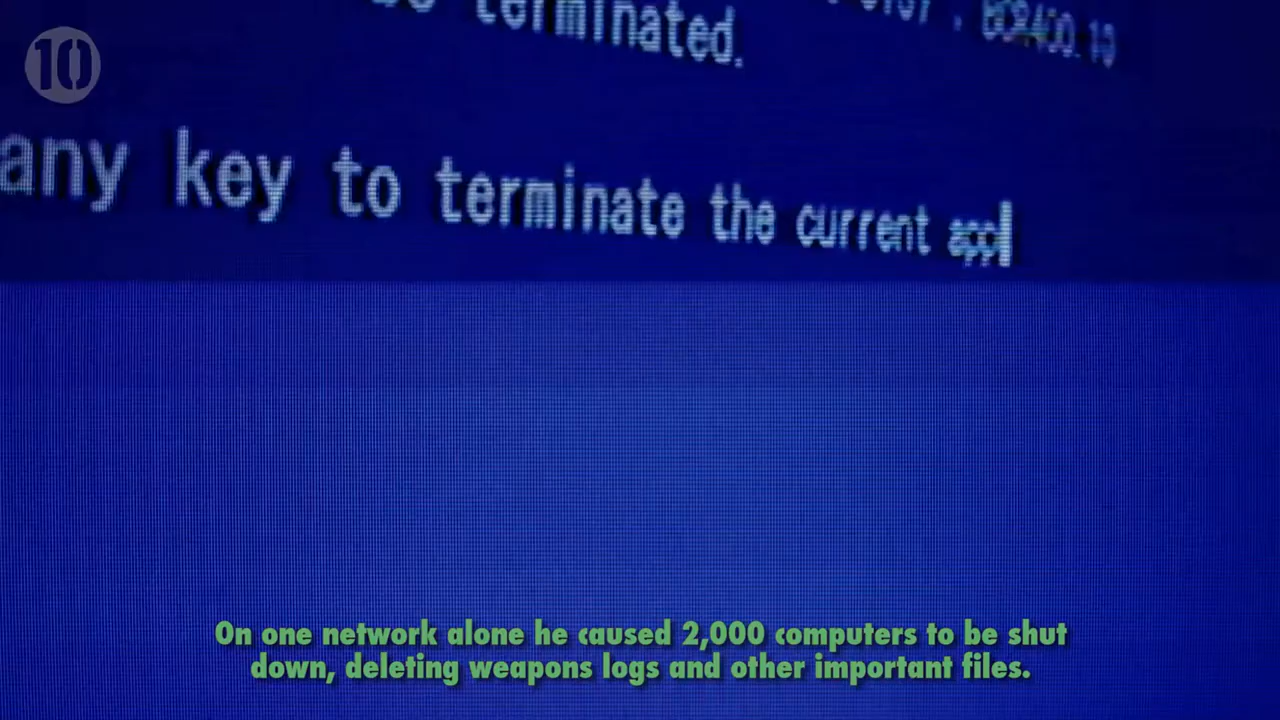 10
terminated.
any key to terminate the current
On one network alone he caused 2,000 computers to be shut
down, deleting weapons logs and other important files.